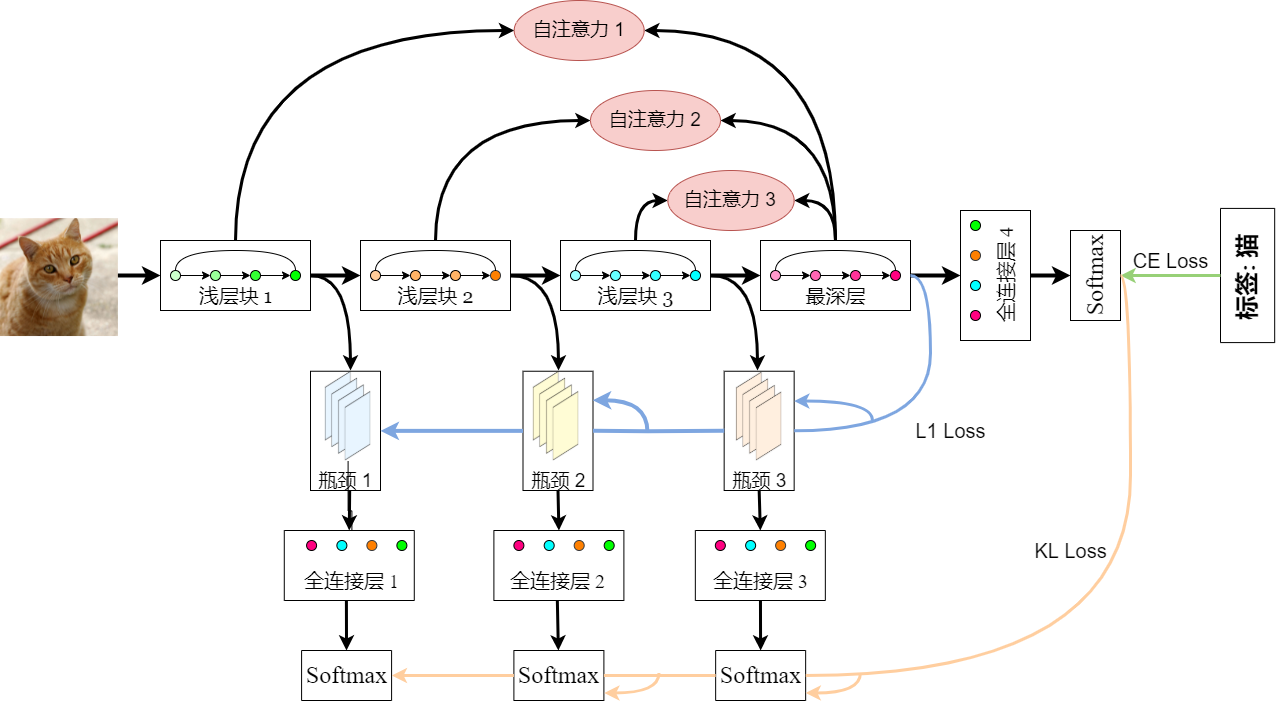 自注意力 1
自注意力 2
自注意力 3
浅层块 1
浅层块 2
浅层块 3
最深层
全连接层 4
Softmax
CE Loss
标签: 猫
L1 Loss
瓶颈 1
瓶颈 2
瓶颈 3
KL Loss
全连接层 1
全连接层 2
全连接层 3
Softmax
Softmax
Softmax